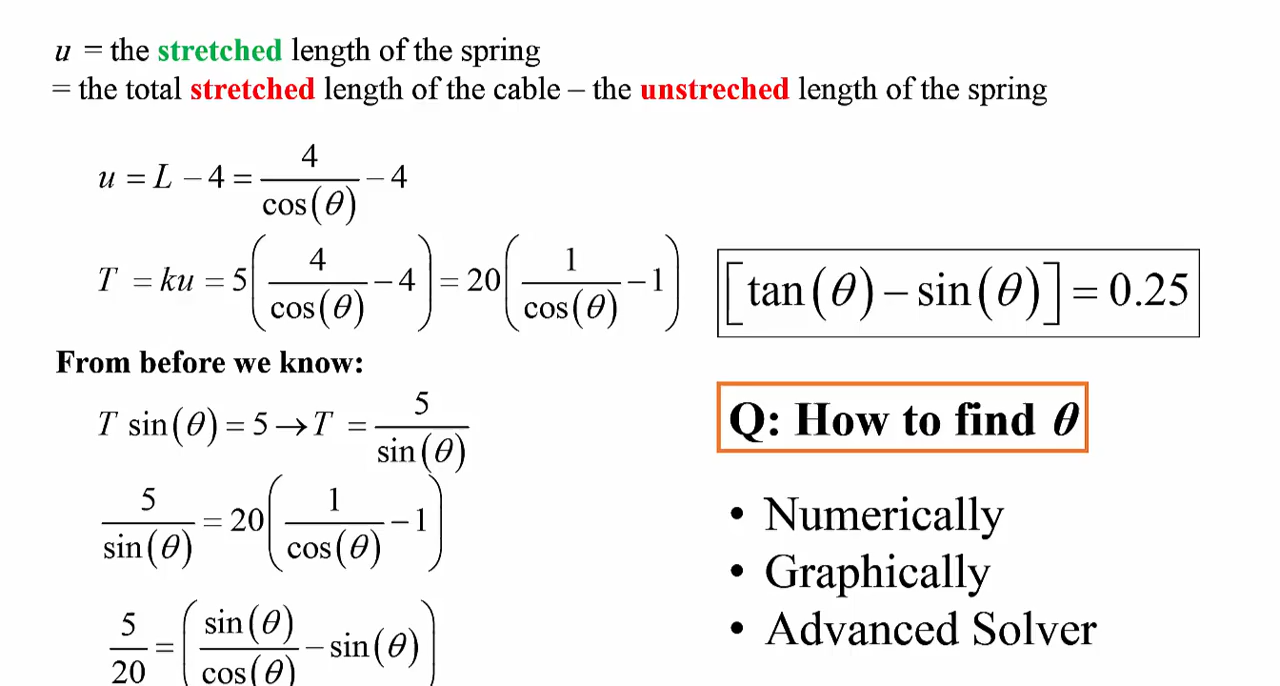 u = the stretched length of the spring
= the total stretched length of the cable – the unstreched length of the spring
u = L − 4 = 4/cos(θ) − 4
T = ku = 5(4/cos(θ) − 4) = 20(1/cos(θ) − 1)
[tan(θ) − sin(θ)] = 0.25
From before we know:
T sin(θ) = 5 → T = 5/sin(θ)
5/sin(θ) = 20(1/cos(θ) − 1)
5/20 = (sin(θ)/cos(θ) − sin(θ))
Q: How to find θ
• Numerically
• Graphically
• Advanced Solver